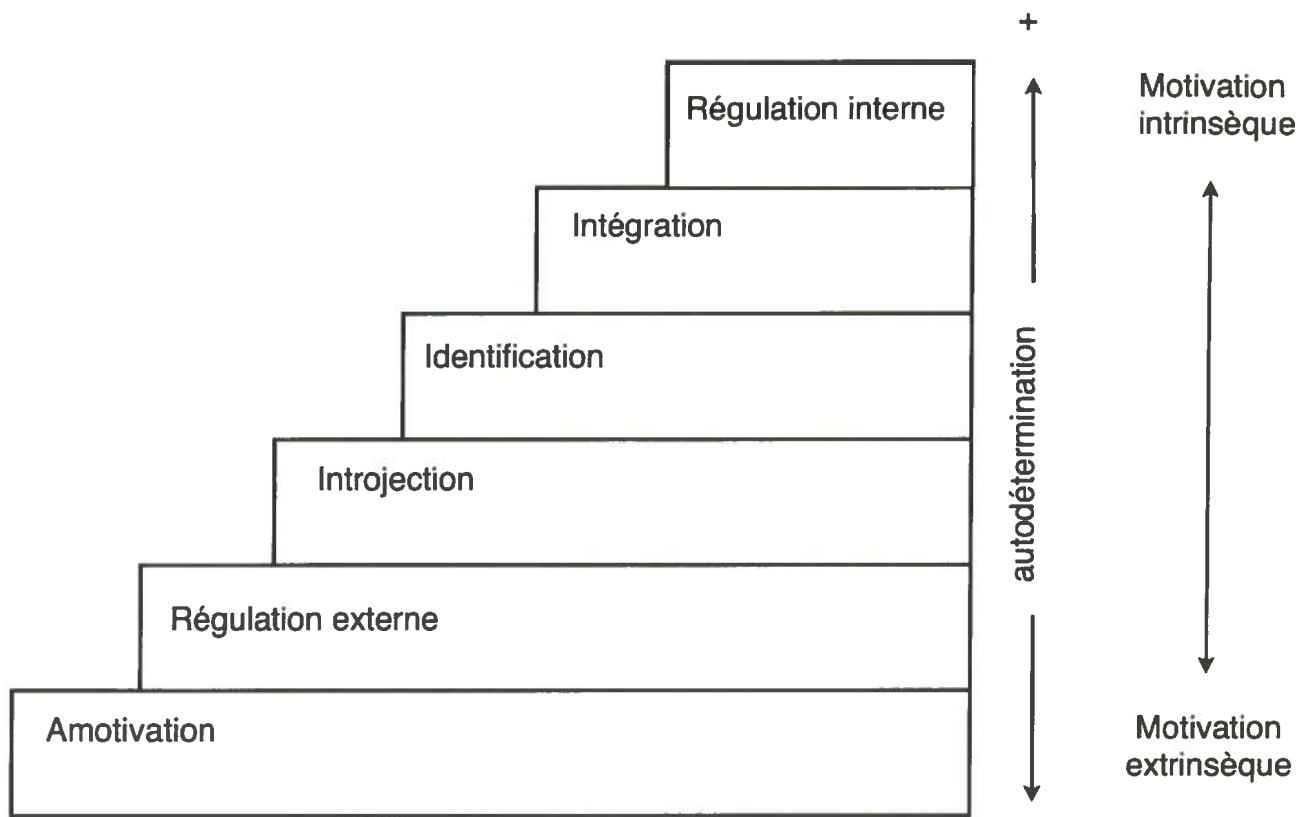 +
Régulation interne
Motivation
intrinsèque
Intégration
Identification
autodétermination
Introjection
Régulation externe
Amotivation
Motivation
extrinsèque